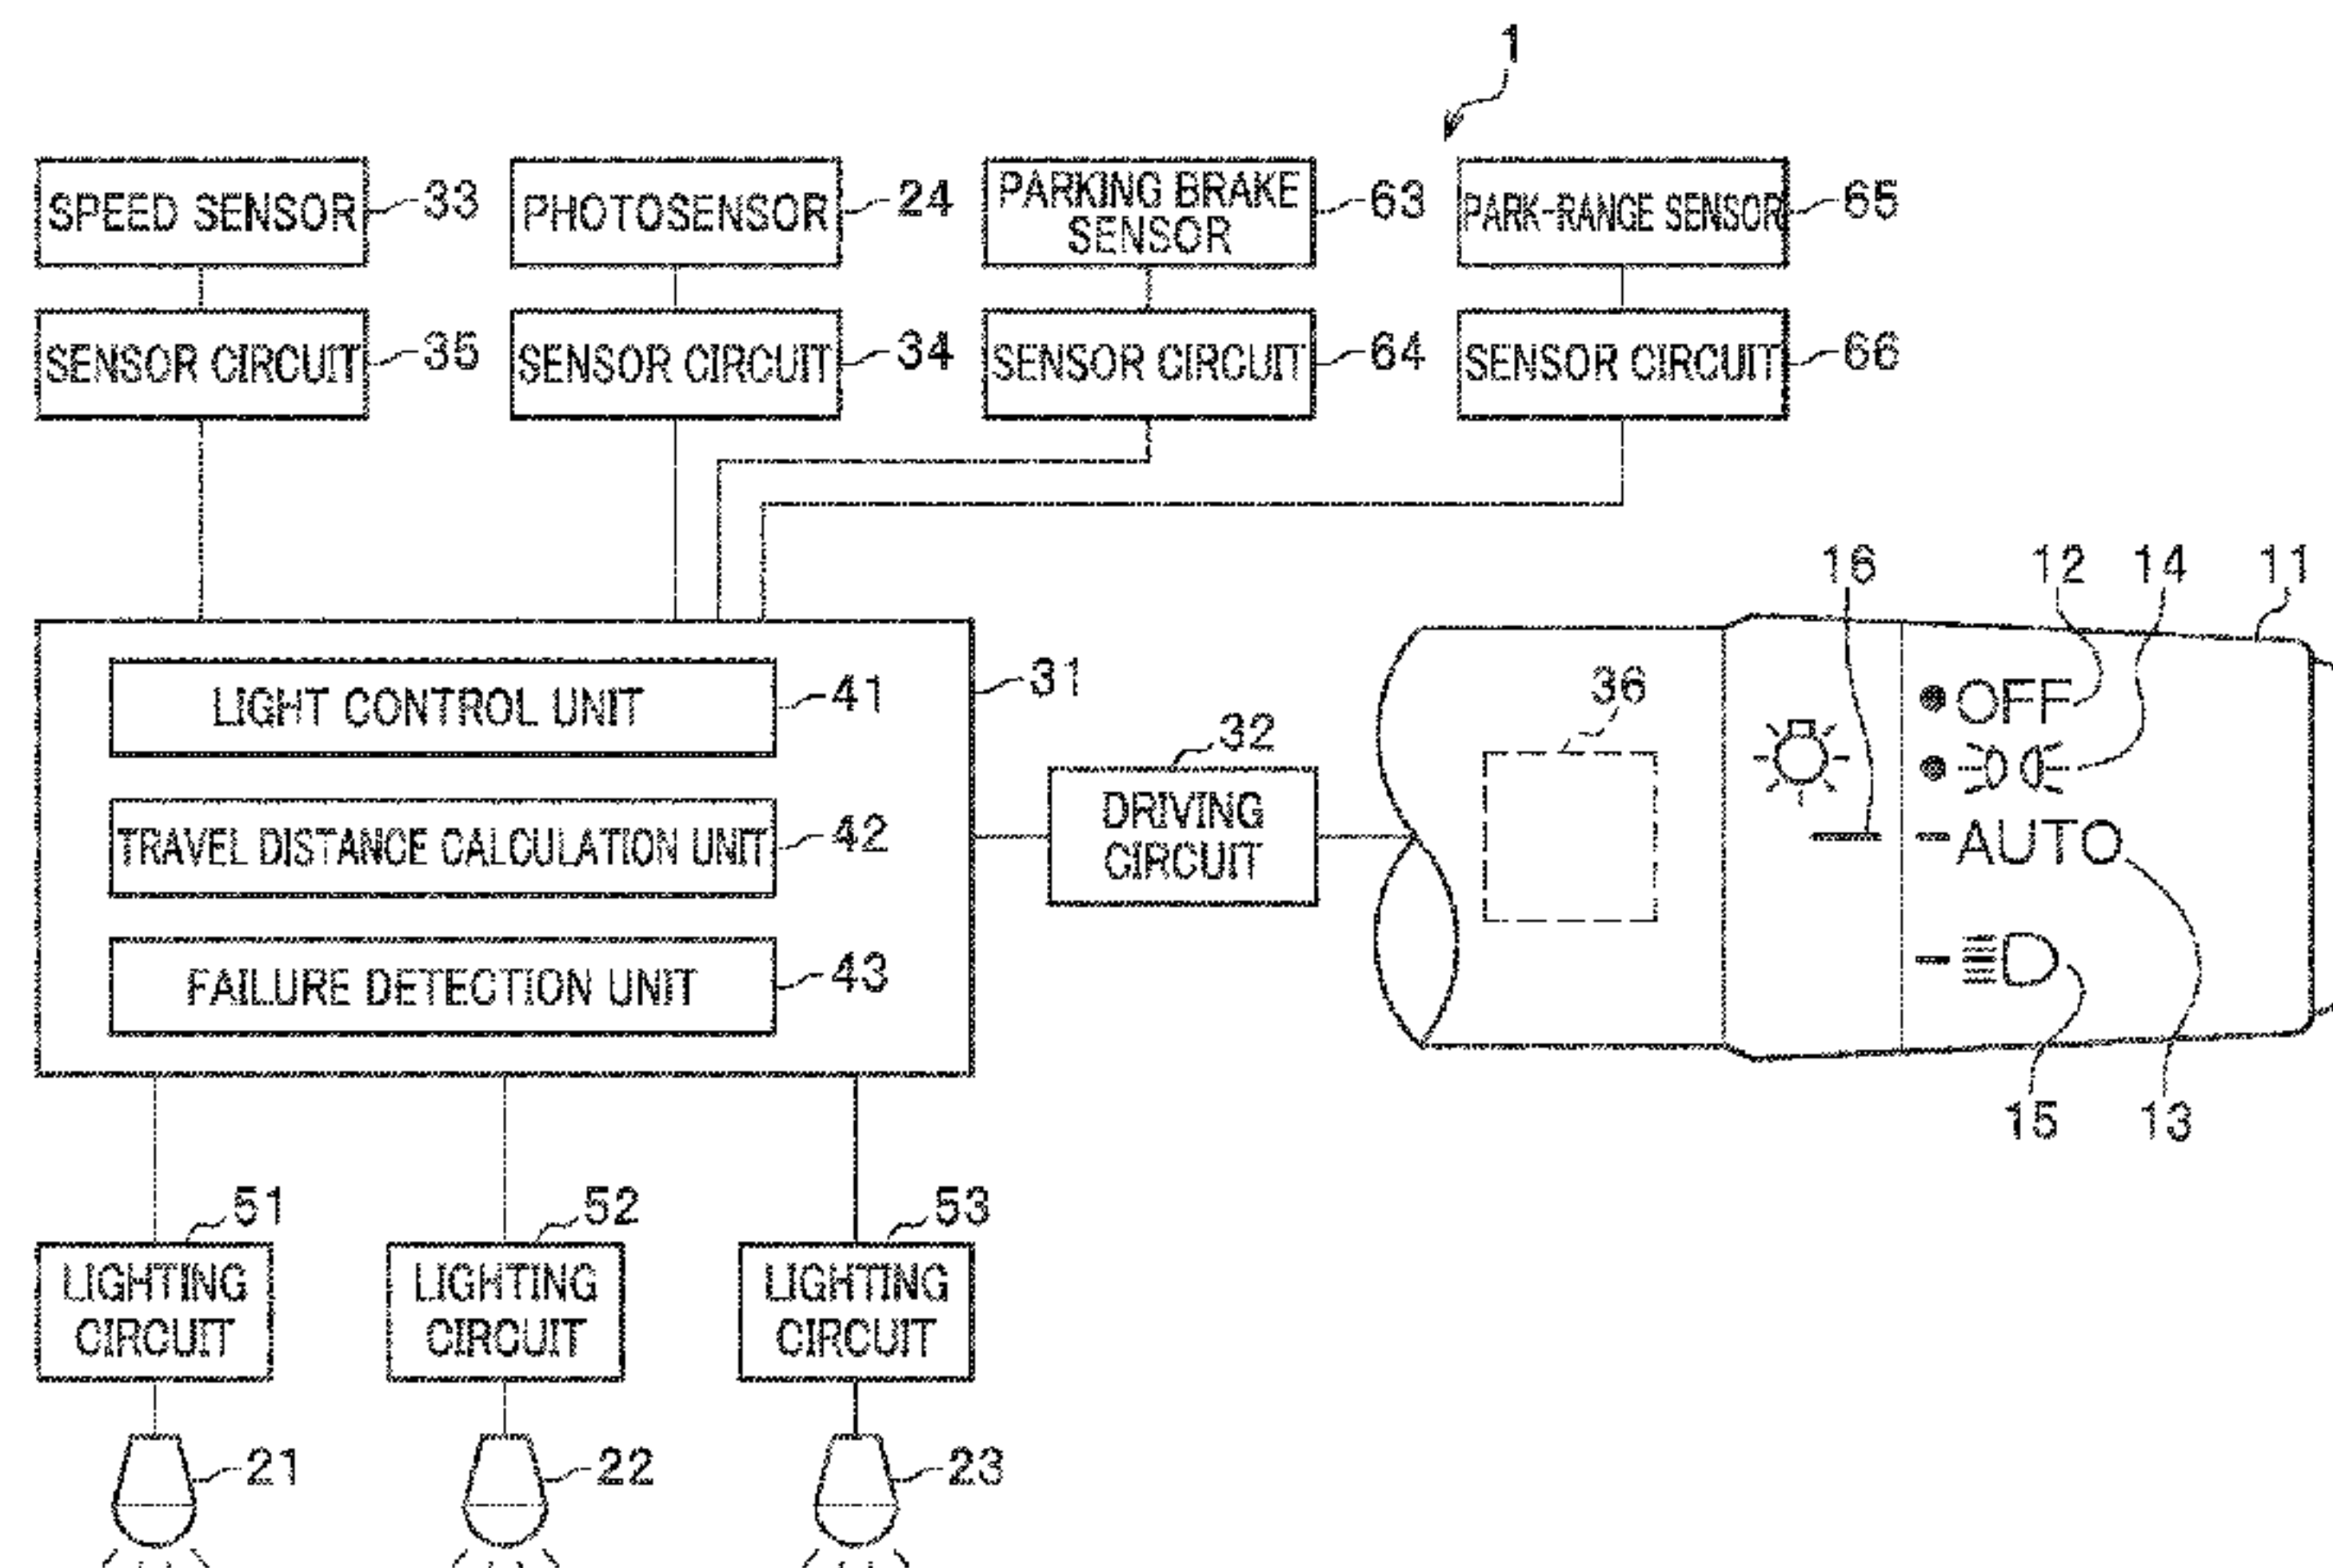 1
SPEED SENSOR 33
PHOTOSENSOR 24
PARKING BRAKE
SENSOR 63
PARK-RANGE SENSOR 65
SENSOR CIRCUIT 35
SENSOR CIRCUIT 34
SENSOR CIRCUIT 64
SENSOR CIRCUIT 66
16 12 14 11
LIGHT CONTROL UNIT 41
31
TRAVEL DISTANCE CALCULATION UNIT 42
FAILURE DETECTION UNIT 43
32
DRIVING
CIRCUIT
36
OFF
AUTO
15 13
51
LIGHTING
CIRCUIT
52
LIGHTING
CIRCUIT
53
LIGHTING
CIRCUIT
21
22
23